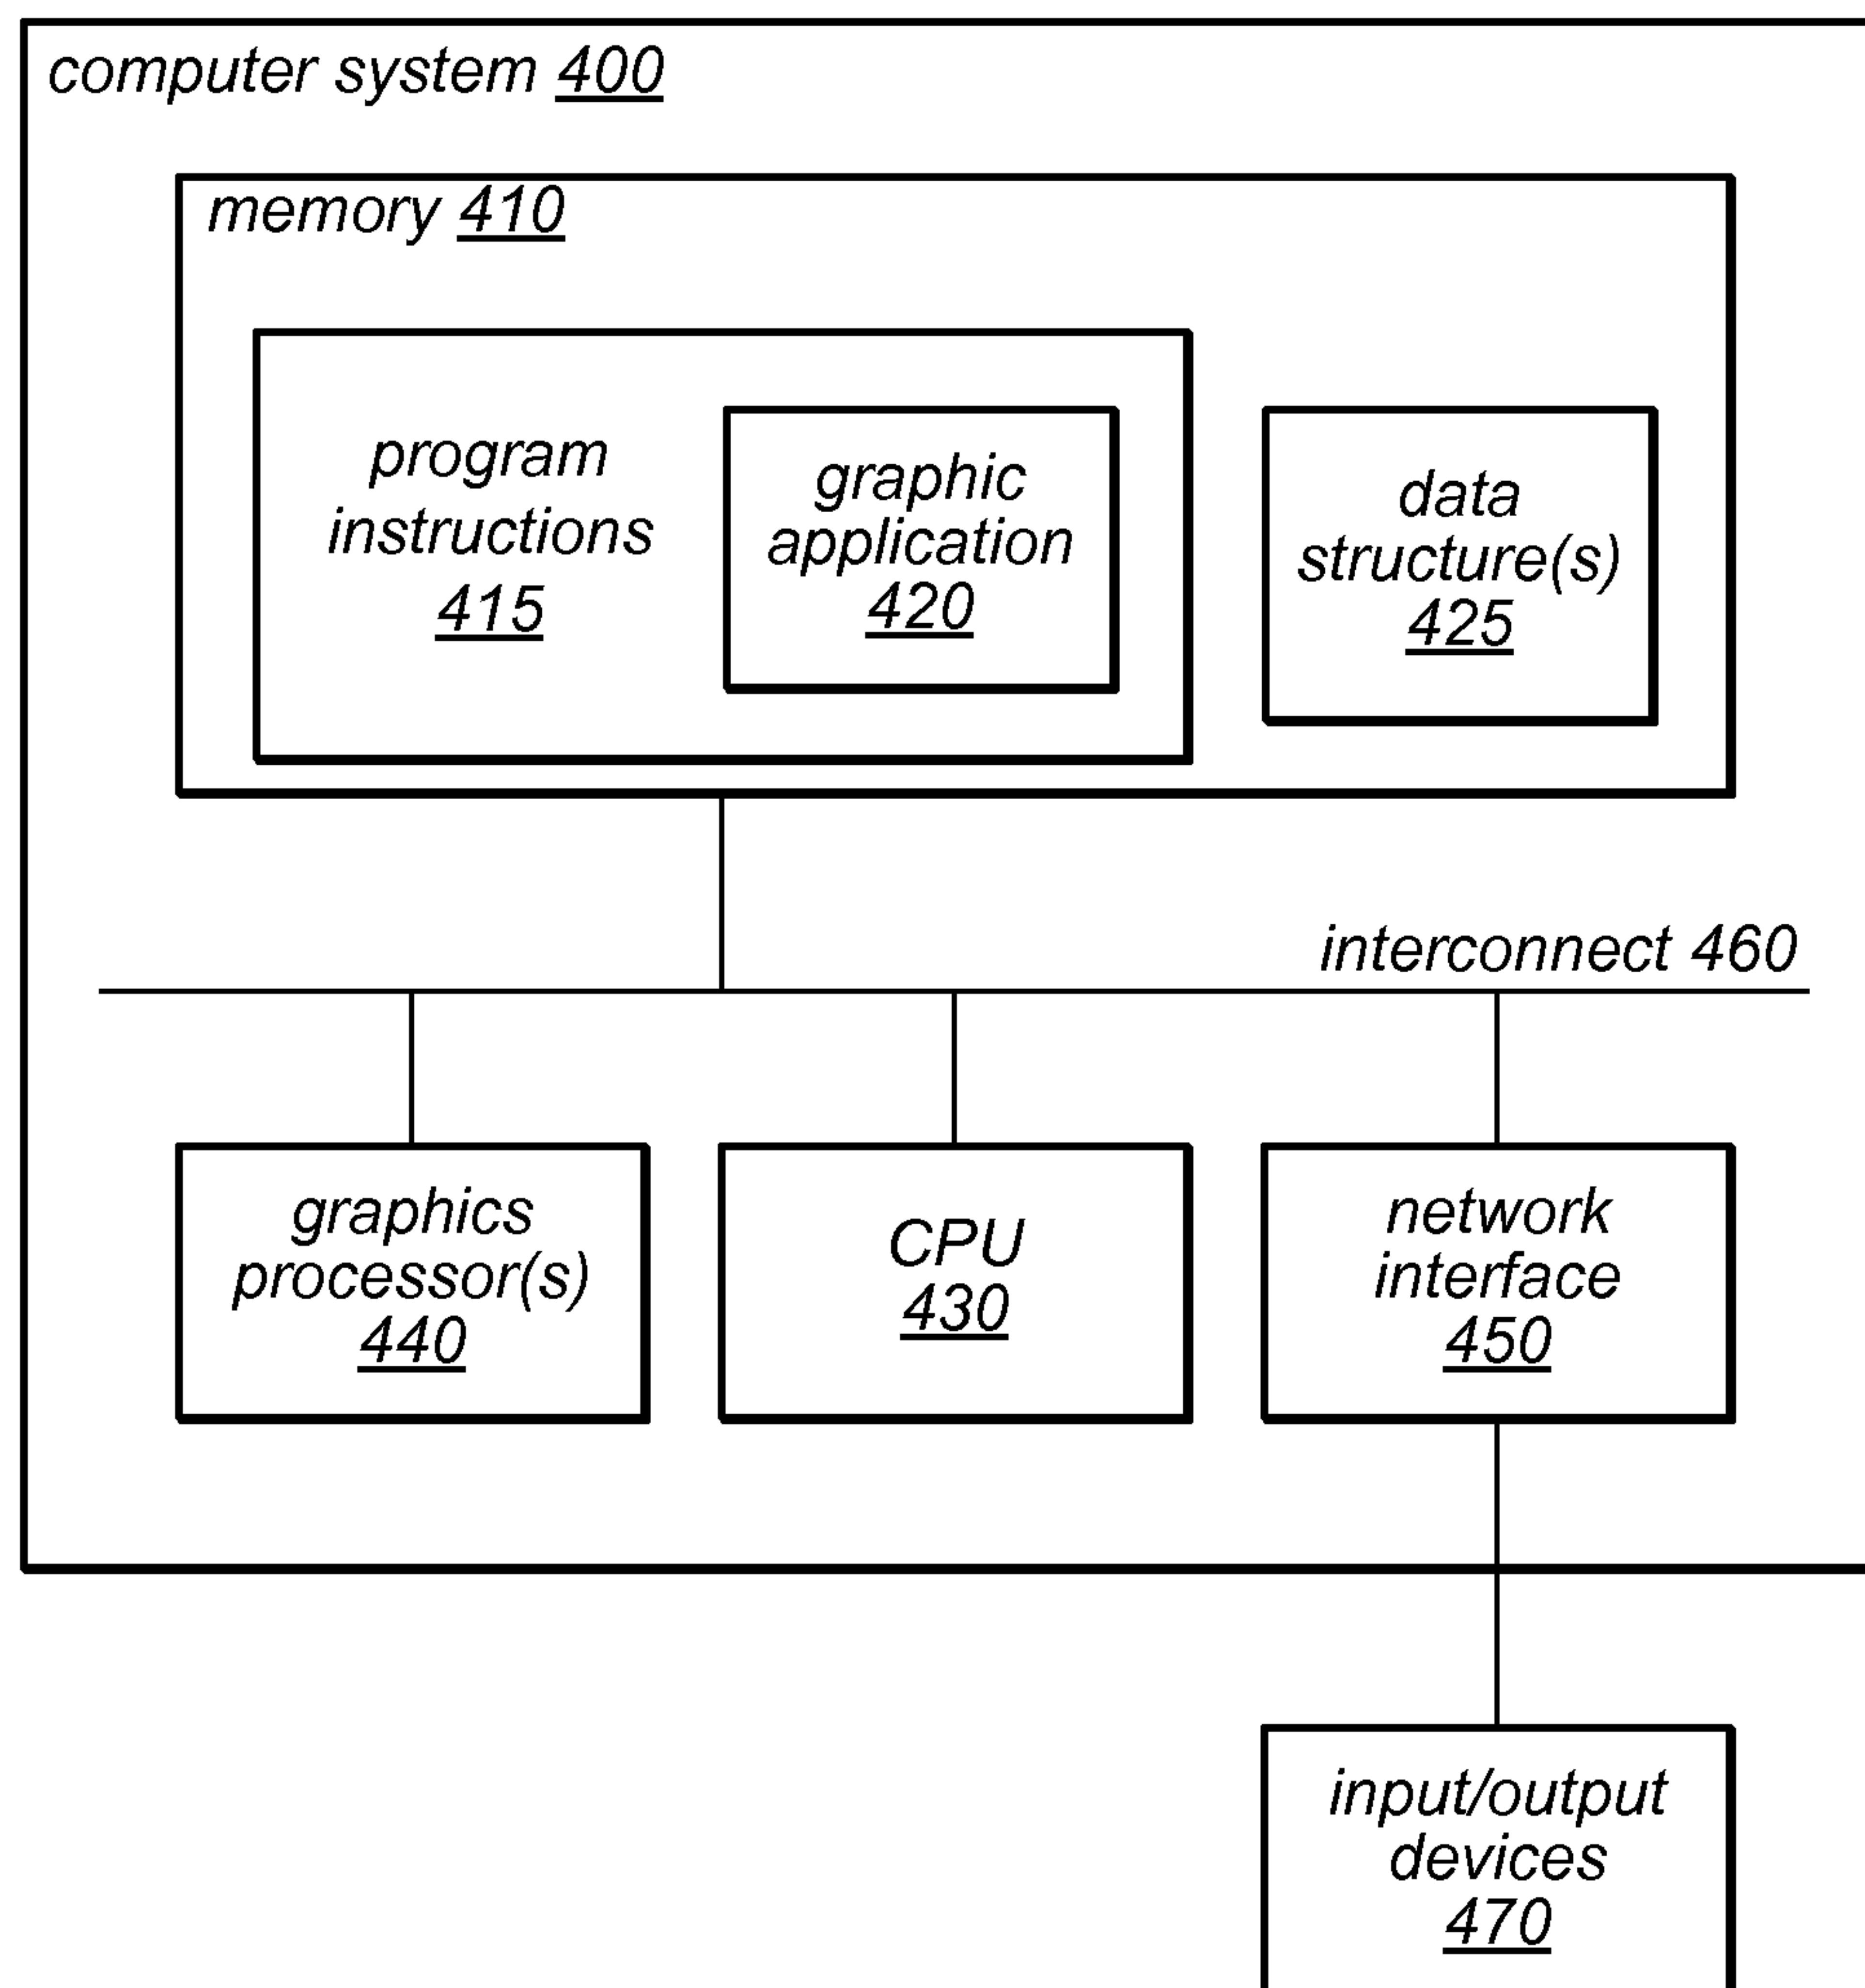 computer system 400
memory 410
program
instructions
415
graphic
application
420
data
structure(s)
425
interconnect 460
graphics
processor(s)
440
CPU
430
network
interface
450
input/output
devices
470